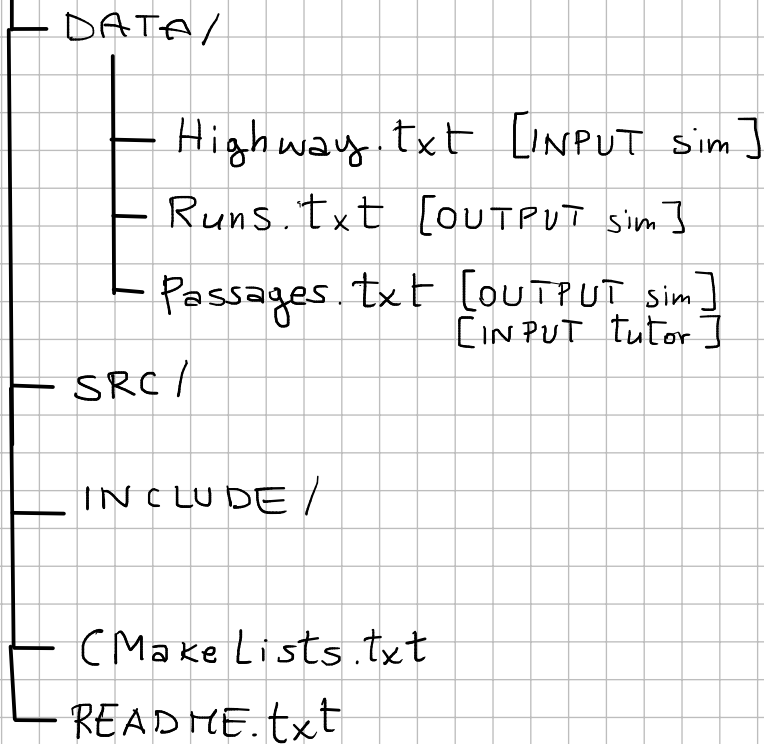 DATA/
Highway.txt [INPUT sim]
Runs.txt [OUTPUT sim]
Passages.txt [OUTPUT sim]
[INPUT tutor]
SRC/
INCLUDE/
CMakeLists.txt
README.txt